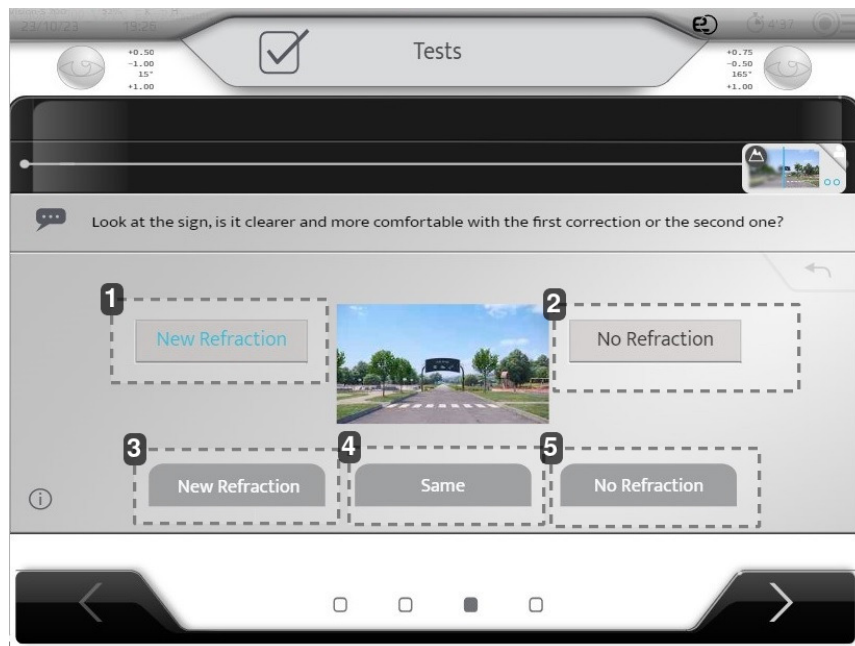 23/10/23 19:26
4'37
Tests
+0.50
-1.00
15°
+1.00
+0.75
-0.50
165°
+1.00
Look at the sign, is it clearer and more comfortable with the first correction or the second one?
1
New Refraction
2
No Refraction
3
New Refraction
4
Same
5
No Refraction